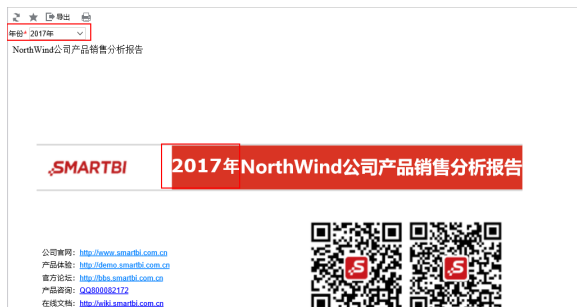 导出
年份* 2017年
NorthWind公司产品销售分析报告
SMARTBI
2017年NorthWind公司产品销售分析报告
公司官网：http://www.smartbi.com.cn
产品体验：http://demo.smartbi.com.cn
官方论坛：http://bbs.smartbi.com.cn
产品咨询：QQ800082172
在线文档：http://wiki.smartbi.com.cn